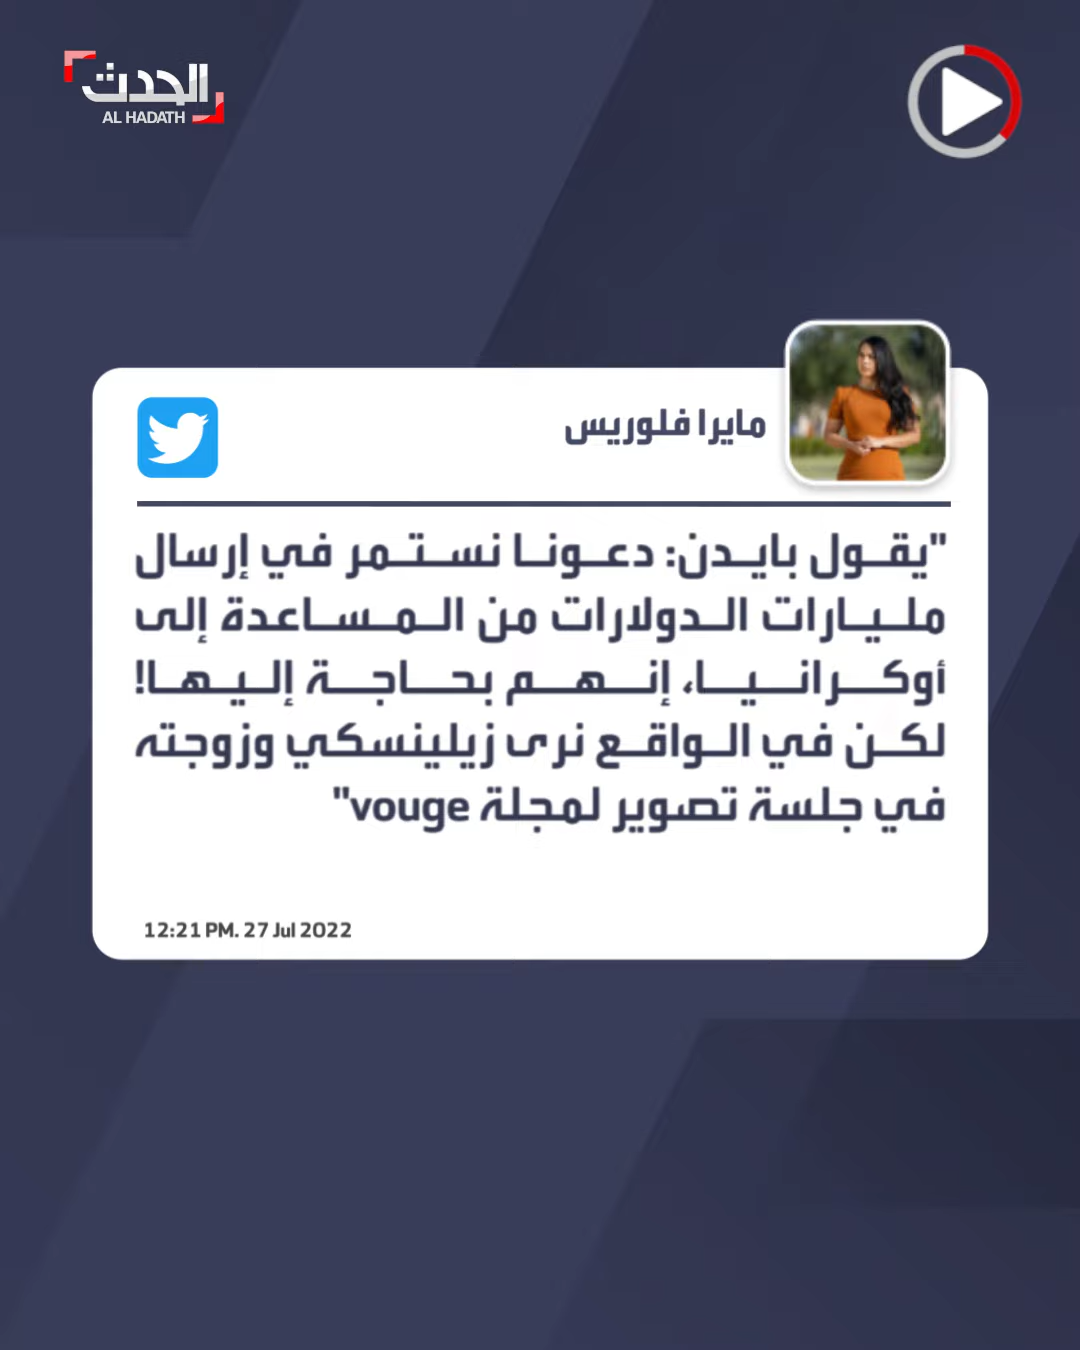 الحدث
AL HADATH
مايرا فلوريس
"يقول بايدن: دعونا نستمر في إرسال
مليارات الدولارات من المساعدة إلى
أوكرانيا، إنهم بحاجة إليها!
لكن في الواقع نرى زيلينسكي وزوجته
في جلسة تصوير لمجلة vouge"
12:21 PM. 27 Jul 2022